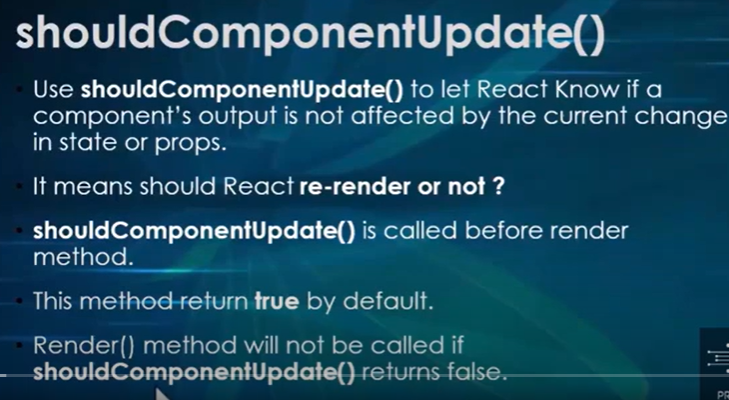 shouldComponentUpdate()
Use shouldComponentUpdate() to let React Know if a
component's output is not affected by the current change
in state or props.
It means should React re-render or not ?
shouldComponentUpdate() is called before render
method.
This method return true by default.
Render() method will not be called if
shouldComponentUpdate() returns false.